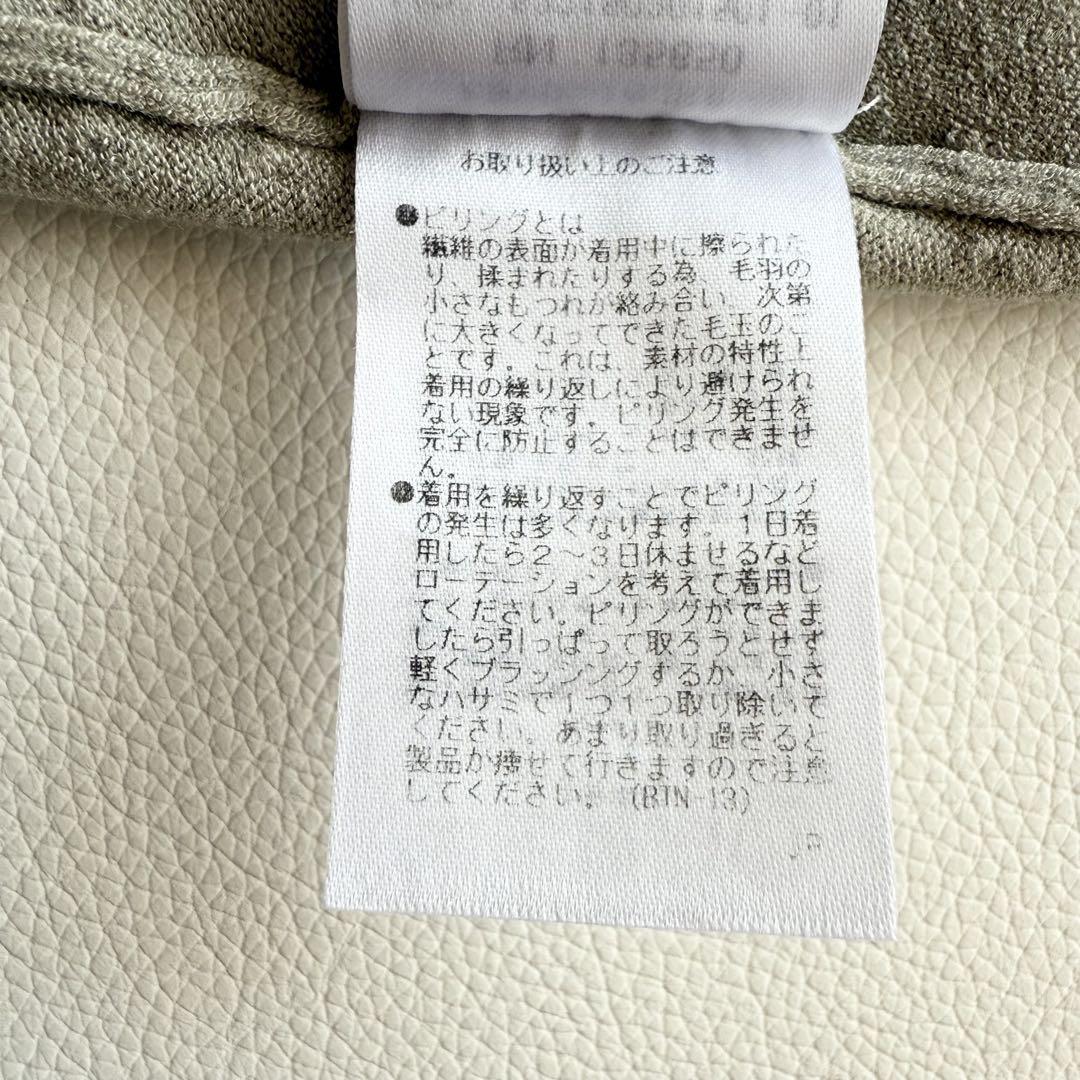 お取り扱い上のご注意
●ピリングとは
繊維の表面が着用中に擦られた
り、揉まれたりする為、毛羽の
小さなもつれが絡み合い、次第
に大きくなってできた毛玉のこ
とです。これは、素材の特性上
着用の繰り返しにより避けられ
ない現象です。ピリング発生を
完全に防止することはできませ
ん。
●着用を繰り返すことでピリング
の発生は多くなります。1日着
用したら2～3日休ませるなど
ローテーションを考えて着用し
てください。ピリングができま
したら引っぱって取ろうとせず
軽くブラッシングするか、小さ
なハサミで1つ1つ取り除いて
ください。あまり取り過ぎると
製品が痩せて行きますので注意
してください。(RIN-13)